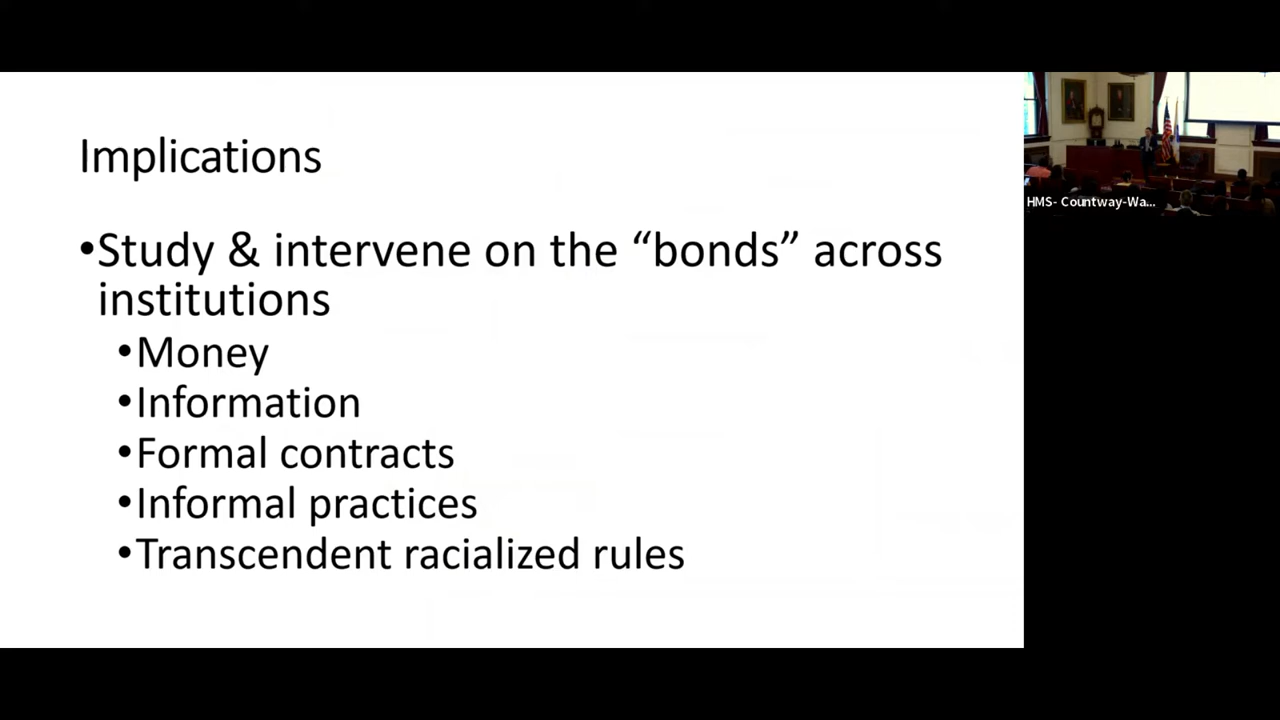 Implications
•Study & intervene on the “bonds” across
institutions
•Money
•Information
•Formal contracts
•Informal practices
•Transcendent racialized rules
HMS- Countway-Wa...